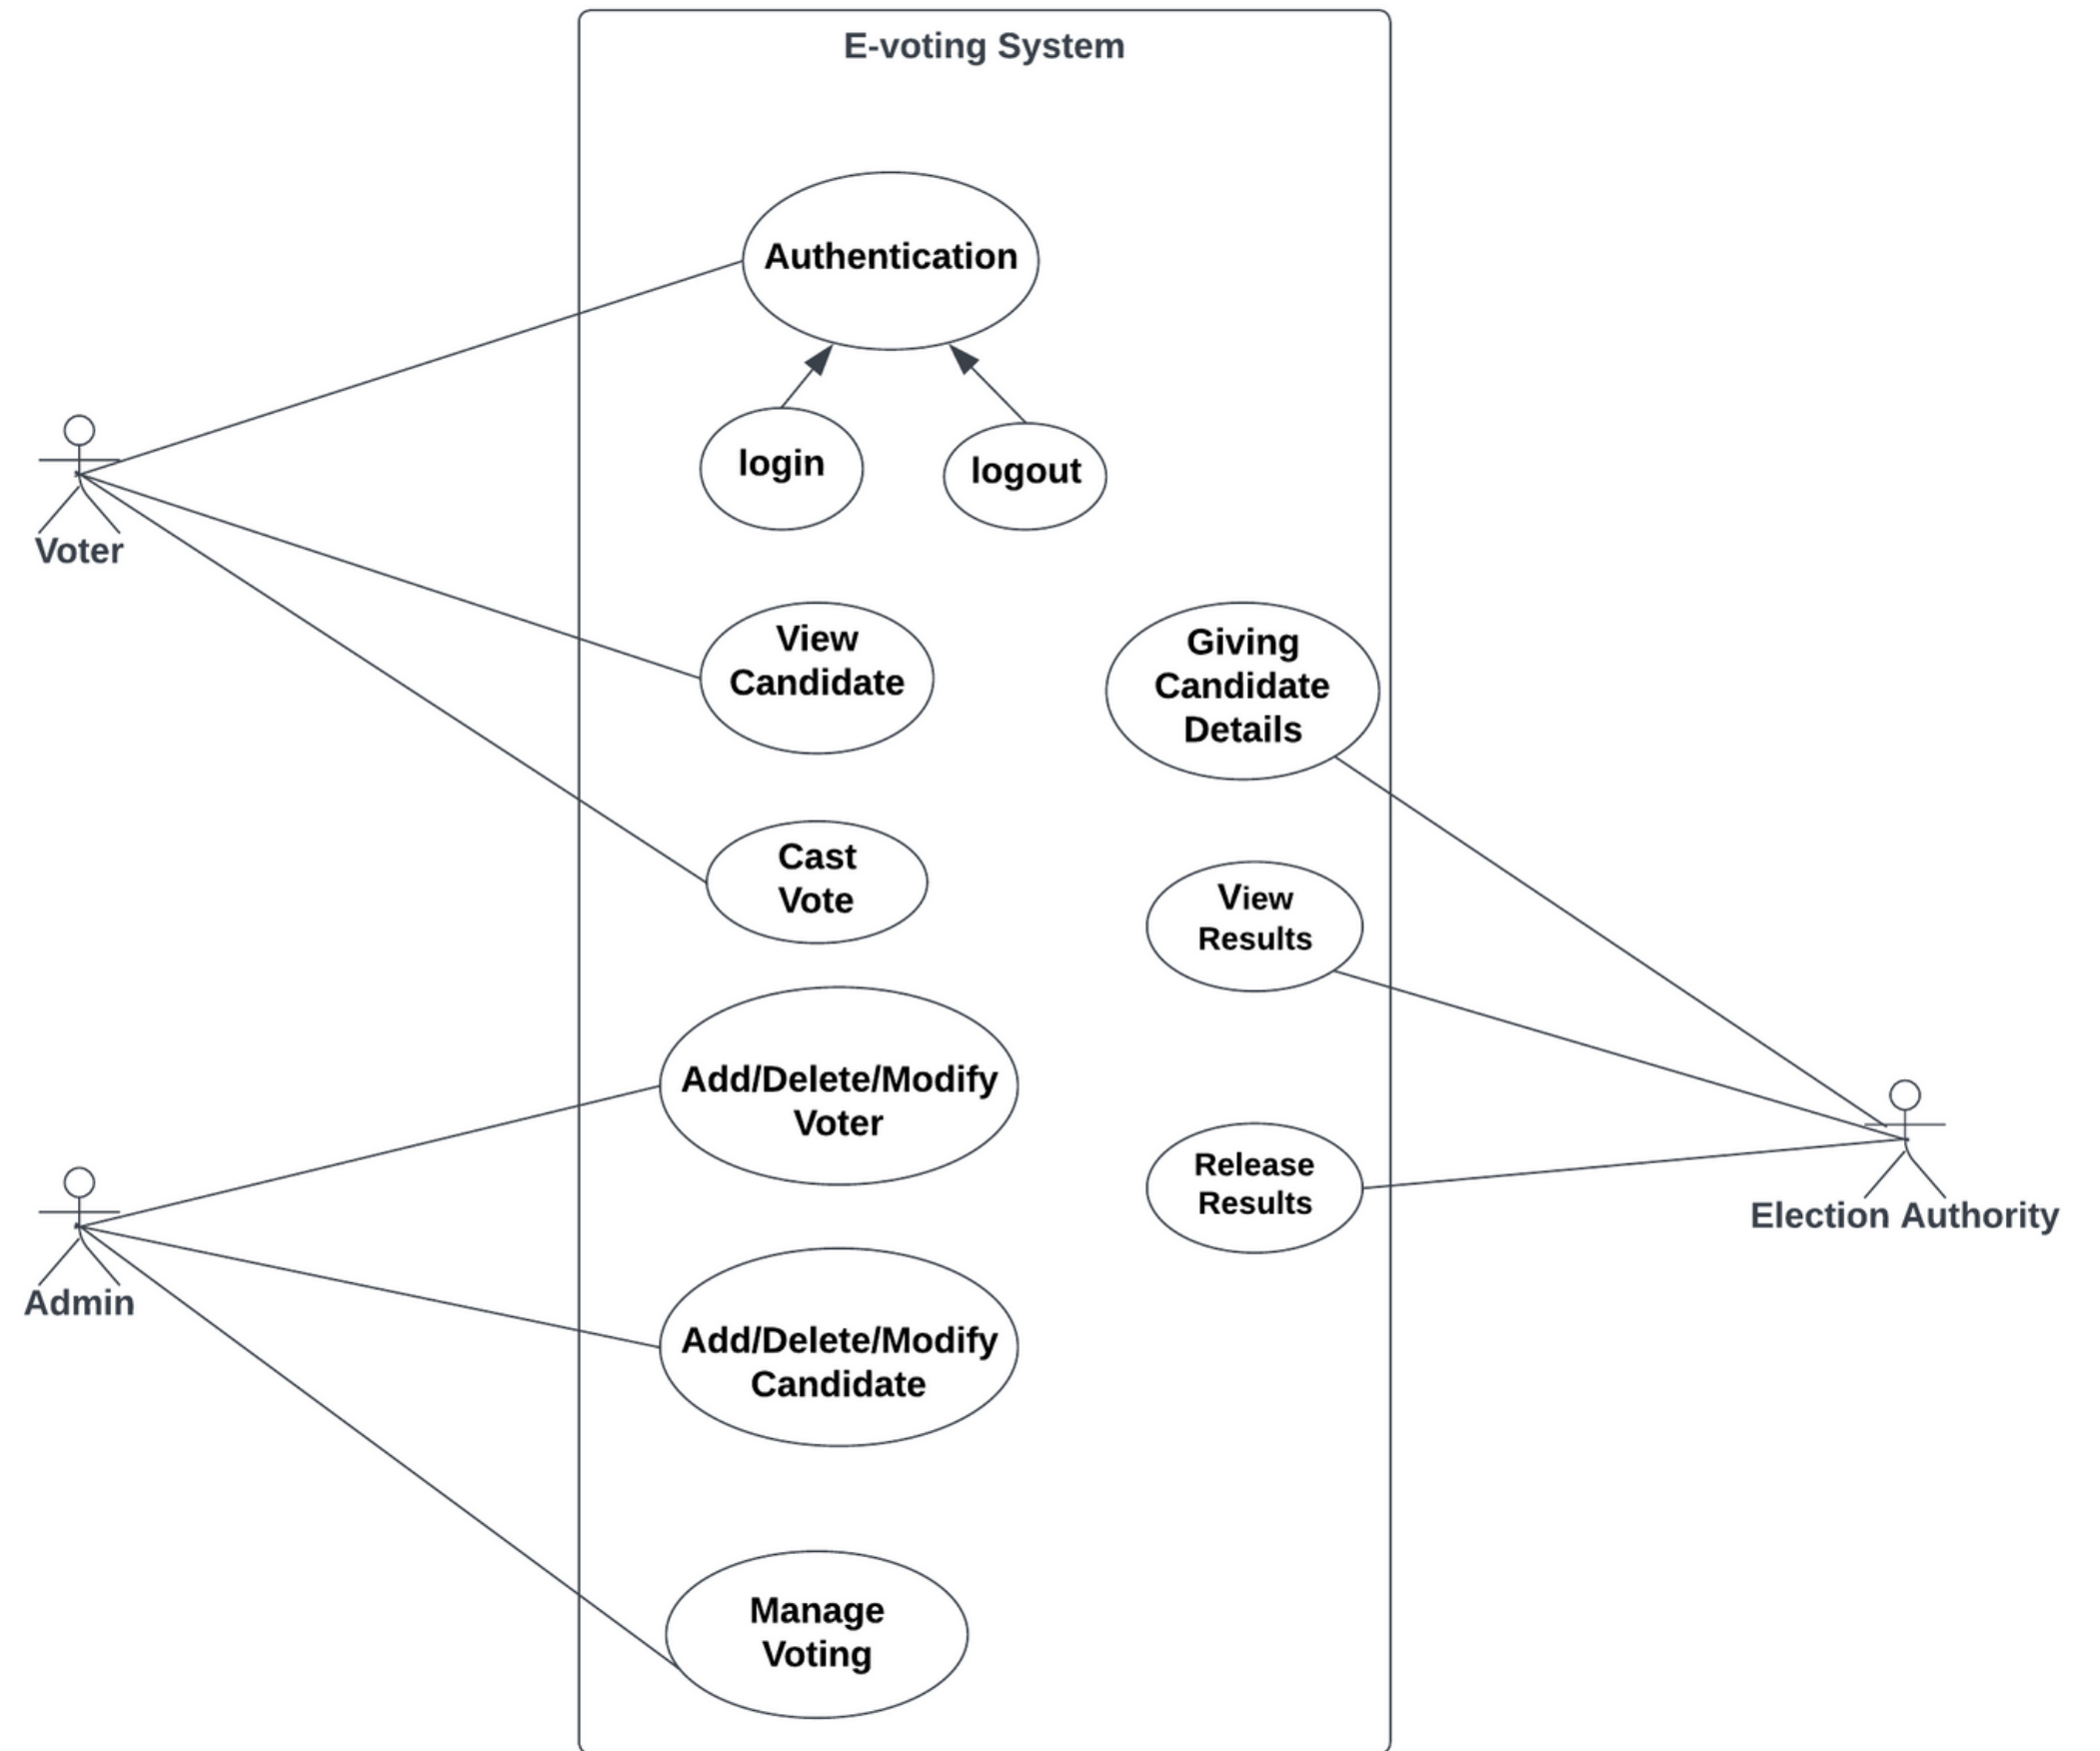 E-voting System
Authentication
login
logout
Voter
View
Candidate
Giving
Candidate
Details
Cast
Vote
View
Results
Add/Delete/Modify
Voter
Release
Results
Election Authority
Admin
Add/Delete/Modify
Candidate
Manage
Voting